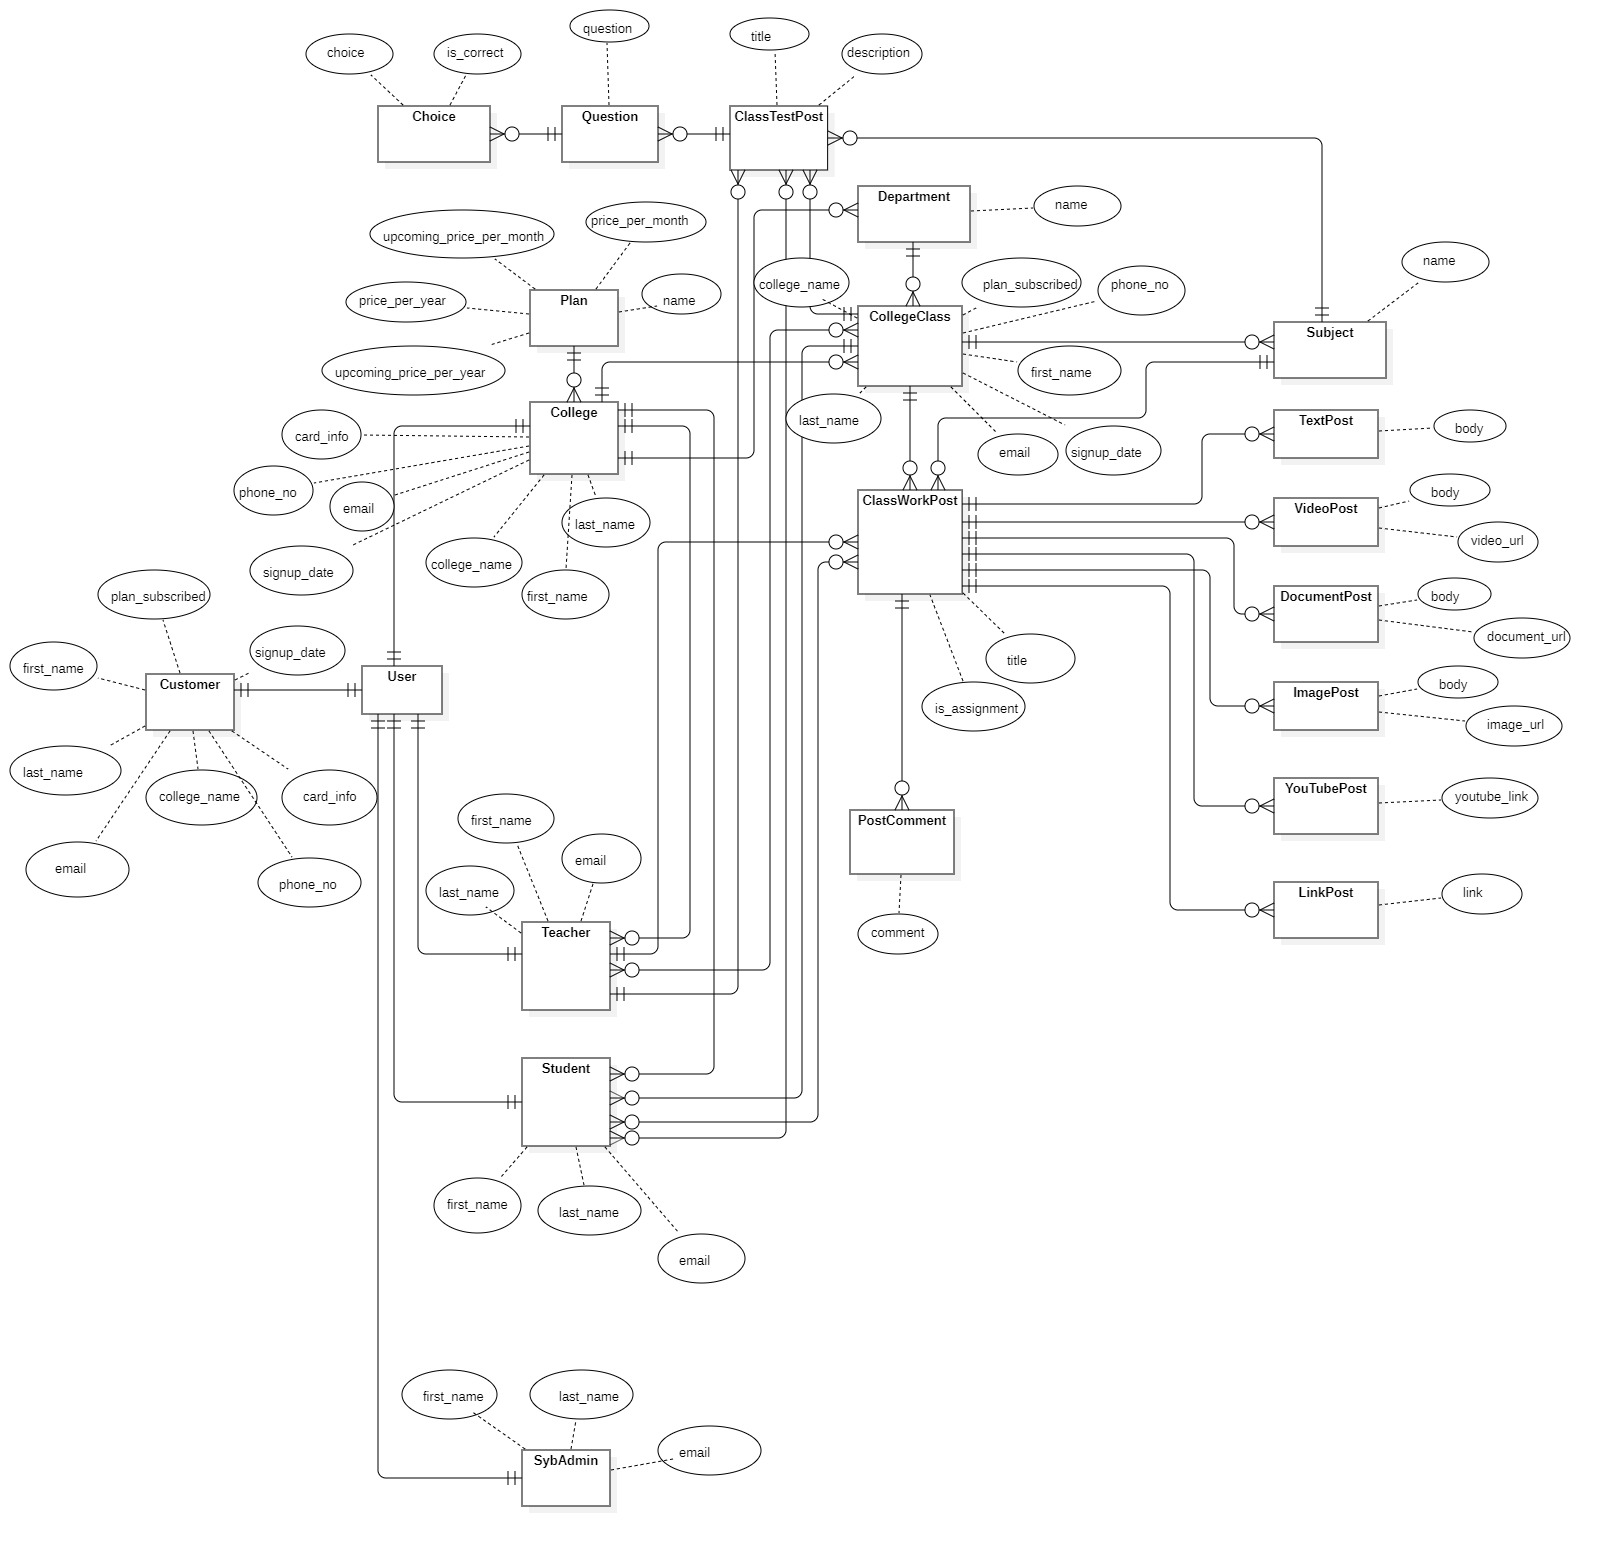 question
title
choice
is_correct
description
Choice
Question
ClassTestPost
Department
name
price_per_month
upcoming_price_per_month
name
college_name
plan_subscribed
phone_no
price_per_year
Plan
name
CollegeClass
Subject
upcoming_price_per_year
first_name
College
last_name
TextPost
body
card_info
email
signup_date
phone_no
email
ClassWorkPost
body
VideoPost
last_name
video_url
college_name
signup_date
first_name
plan_subscribed
DocumentPost
body
document_url
signup_date
first_name
title
Customer
User
body
ImagePost
is_assignment
image_url
last_name
college_name
card_info
YouTubePost
youtube_link
first_name
PostComment
email
email
phone_no
last_name
LinkPost
link
Teacher
comment
Student
first_name
last_name
email
first_name
last_name
email
SybAdmin